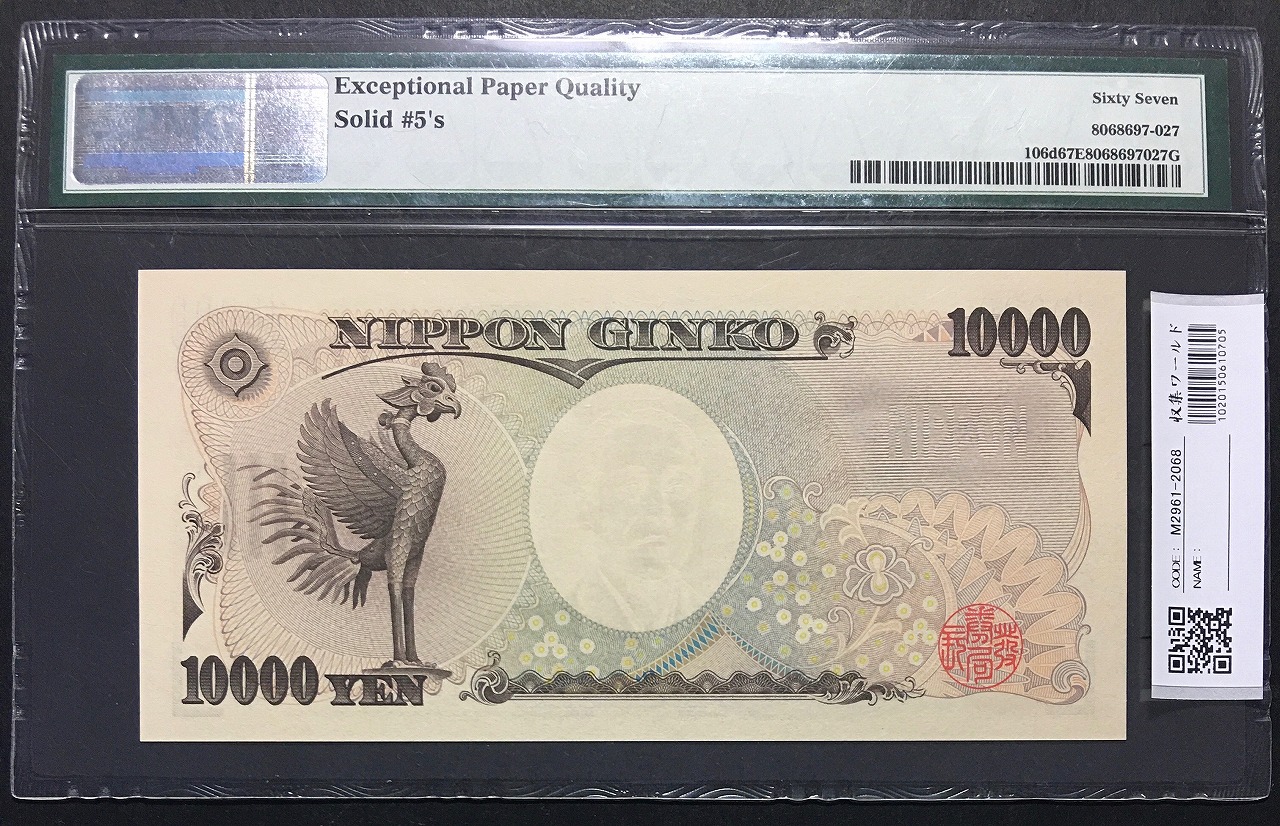 Exceptional Paper Quality
Solid #5's
Sixty Seven
8068697-027
106d67E8068697027G
NIPPON GINKO
10000
10000 YEN
収集ワールド
1020150610705
CODE: M2961-2068
NAME: